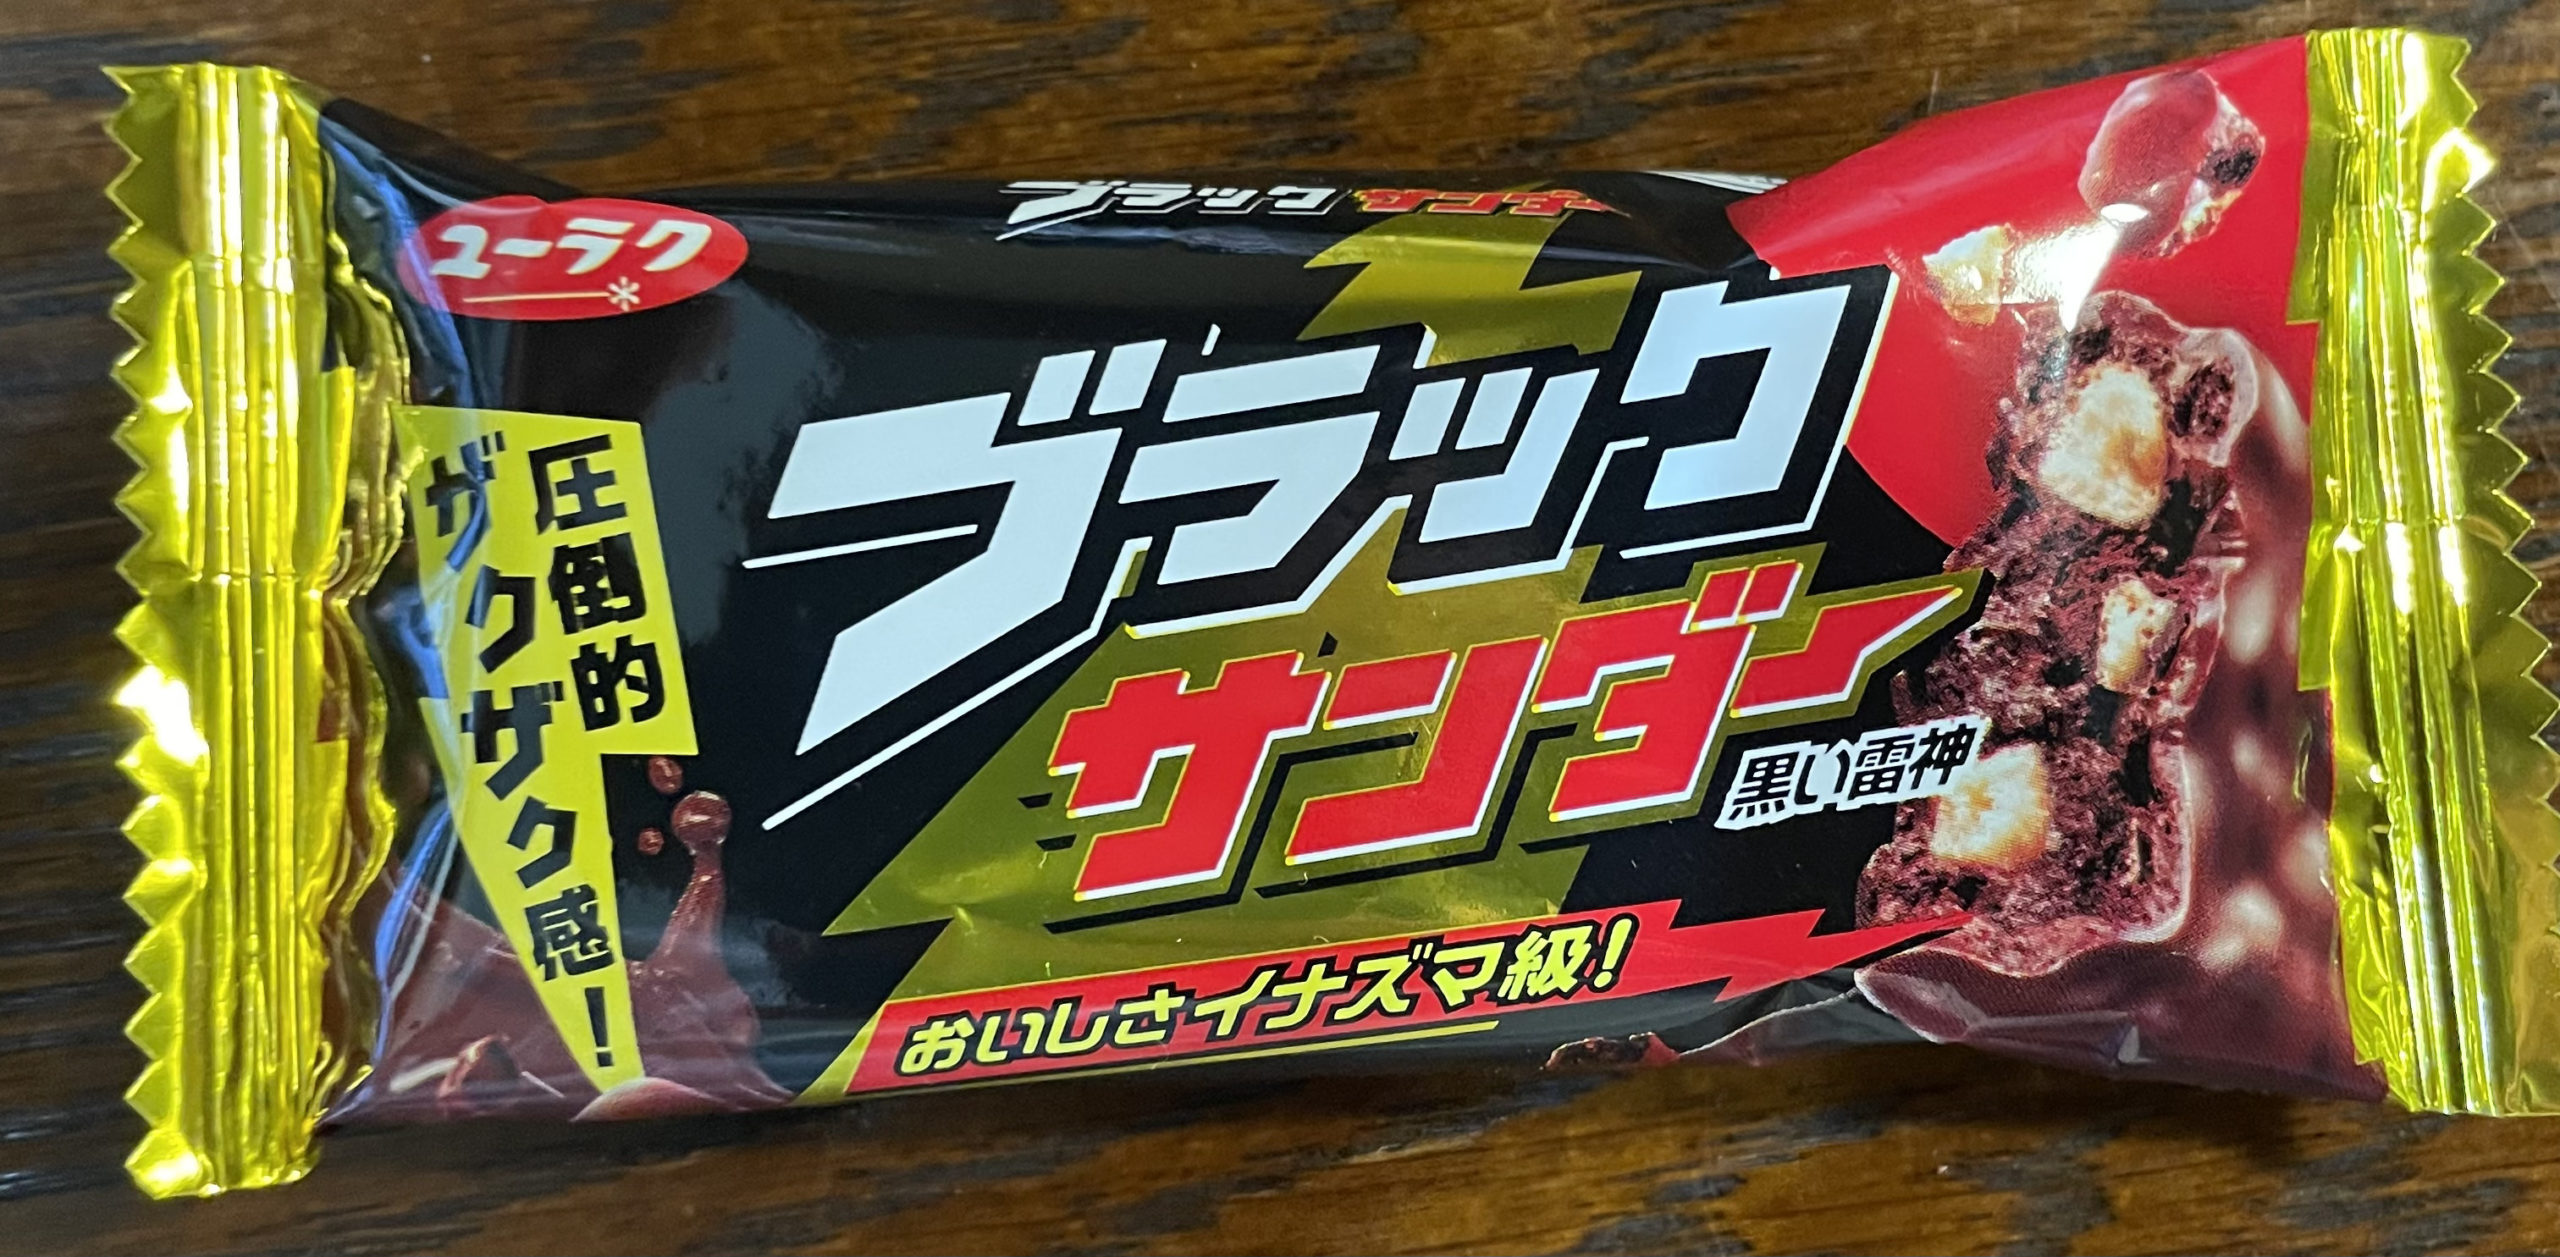 ユーラク
ブラックサンダー
圧倒的
ザクザク感!
ブラック
サンダー
黒い雷神
おいしさイナズマ級!